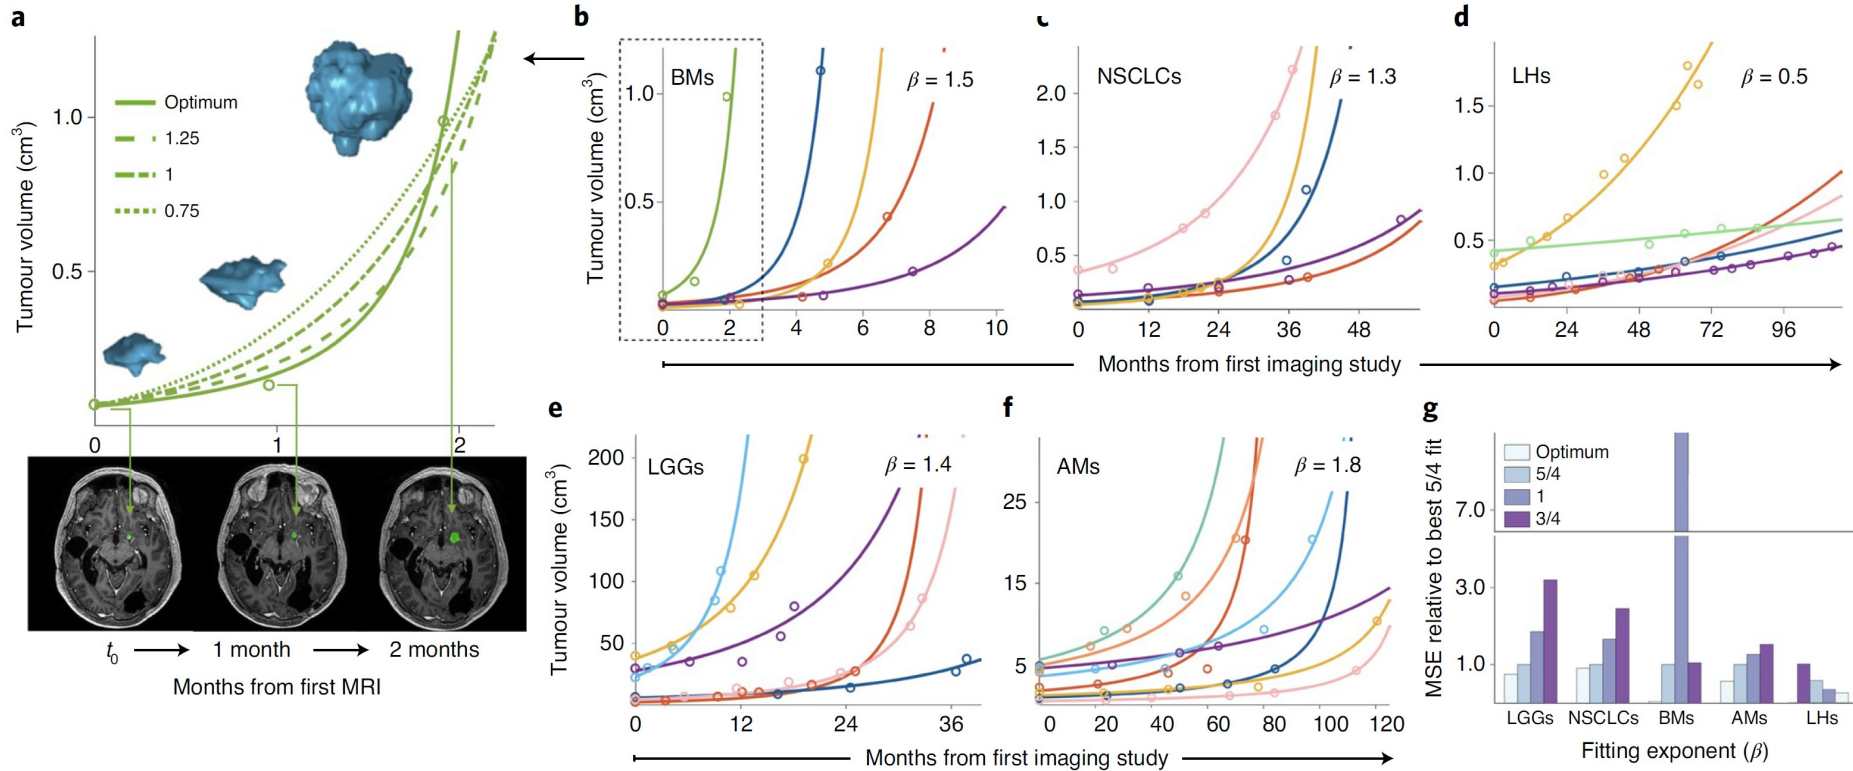 a
Tumour volume (cm³)
1.0
0.5
Optimum
1.25
1
0.75
0
1
2
t₀
1 month
2 months
Months from first MRI
b
Tumour volume (cm³)
BMs
β = 1.5
1.0
0.5
0
2
4
6
8
10
NSCLCs
β = 1.3
2.0
1.5
1.0
0.5
0
12
24
36
48
d
LHs
β = 0.5
1.5
1.0
0.5
0
24
48
72
96
Months from first imaging study
e
Tumour volume (cm³)
LGGs
β = 1.4
200
150
100
50
0
12
24
36
f
AMs
β = 1.8
25
15
5
0
20
40
60
80
100
120
Months from first imaging study
g
MSE relative to best 5/4 fit
Optimum
5/4
1
3/4
7.0
3.0
1.0
LGGs
NSCLCs
BMs
AMs
LHs
Fitting exponent (β)